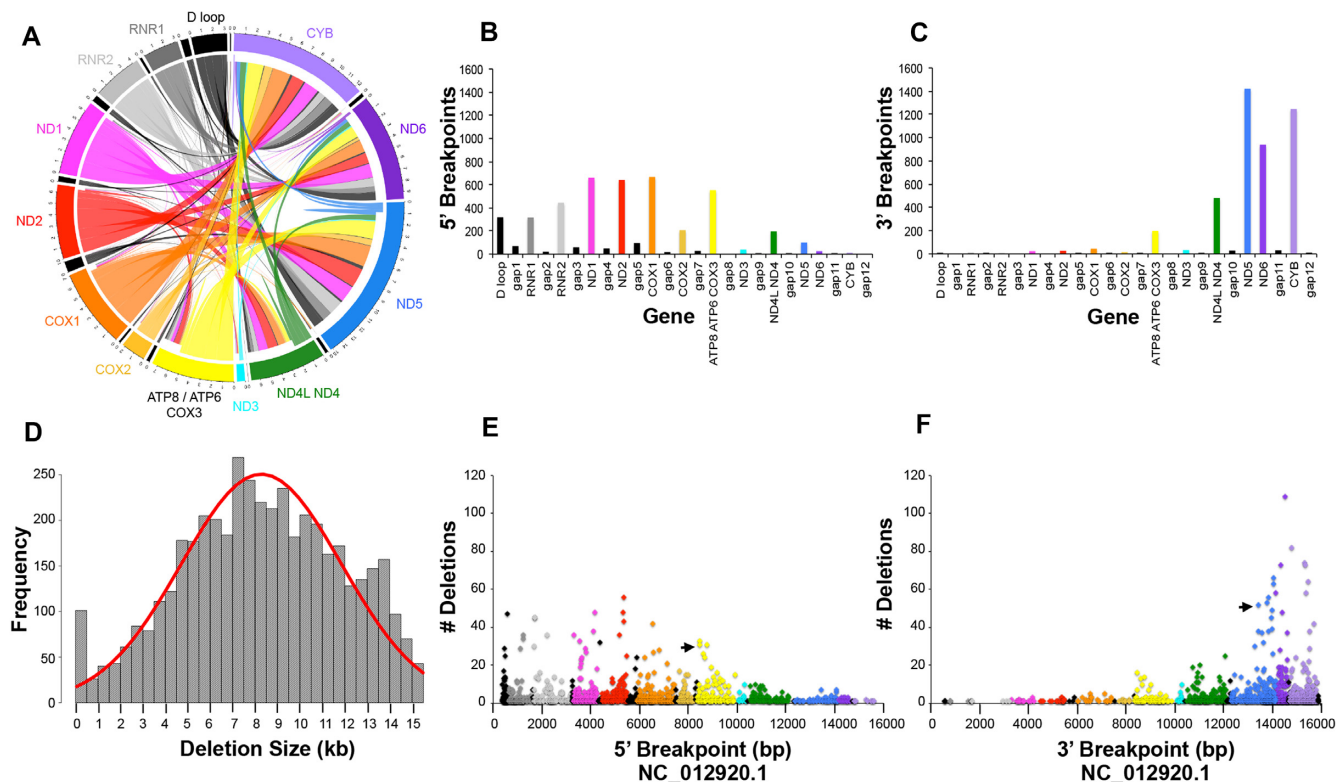 A
D loop
RNR1
CYB
RNR2
ND1
ND6
ND2
ND5
COX1
COX2
ATP8 / ATP6
COX3
ND3
ND4L ND4
B
5' Breakpoints
1600
1400
1200
1000
800
600
400
200
0
D loop
gap1
RNR1
gap2
RNR2
gap3
ND1
gap4
ND2
gap5
COX1
gap6
COX2
gap7
ATP8 ATP6 COX3
gap8
ND3
gap9
ND4L ND4
gap10
ND5
ND6
gap11
CYB
gap12
Gene
C
3' Breakpoints
1600
1400
1200
1000
800
600
400
200
0
D loop
gap1
RNR1
gap2
RNR2
gap3
ND1
gap4
ND2
gap5
COX1
gap6
COX2
gap7
ATP8 ATP6 COX3
gap8
ND3
gap9
ND4L ND4
gap10
ND5
ND6
gap11
CYB
gap12
Gene
D
Frequency
250
200
150
100
50
0
0 1 2 3 4 5 6 7 8 9 10 11 12 13 14 15
Deletion Size (kb)
E
# Deletions
120
100
80
60
40
20
0
0 2000 4000 6000 8000 10000 12000 14000 16000
5' Breakpoint (bp)
NC_012920.1
F
# Deletions
120
100
80
60
40
20
0
0 2000 4000 6000 8000 10000 12000 14000 16000
3' Breakpoint (bp)
NC_012920.1